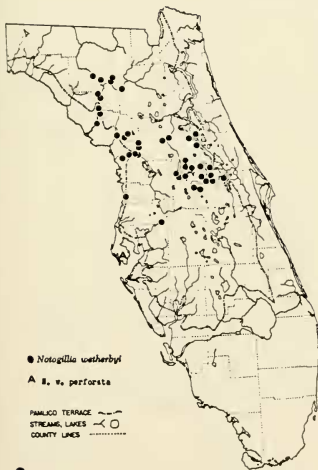 Notogillia wetherbyi
A N. w. perforata
PAMLICO TERRACE
STREAMS, LAKES
COUNTY LINES